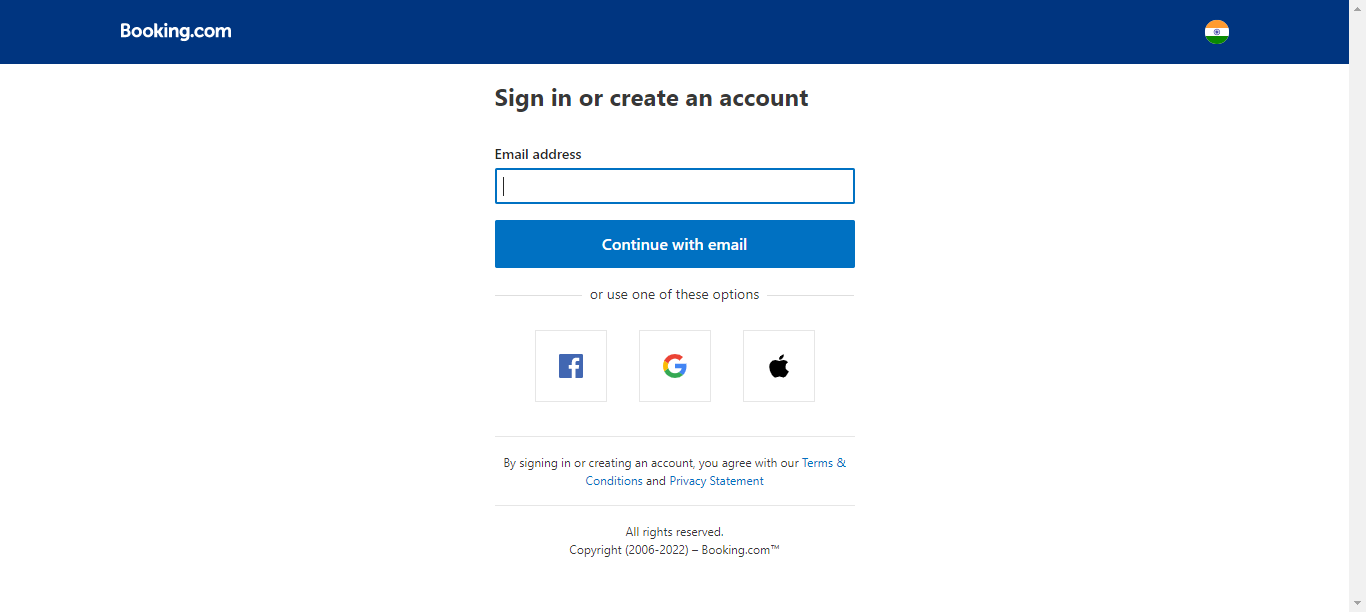 Booking.com
Sign in or create an account
Email address
Continue with email
or use one of these options
By signing in or creating an account, you agree with our Terms &
Conditions and Privacy Statement
All rights reserved.
Copyright (2006-2022) – Booking.com™